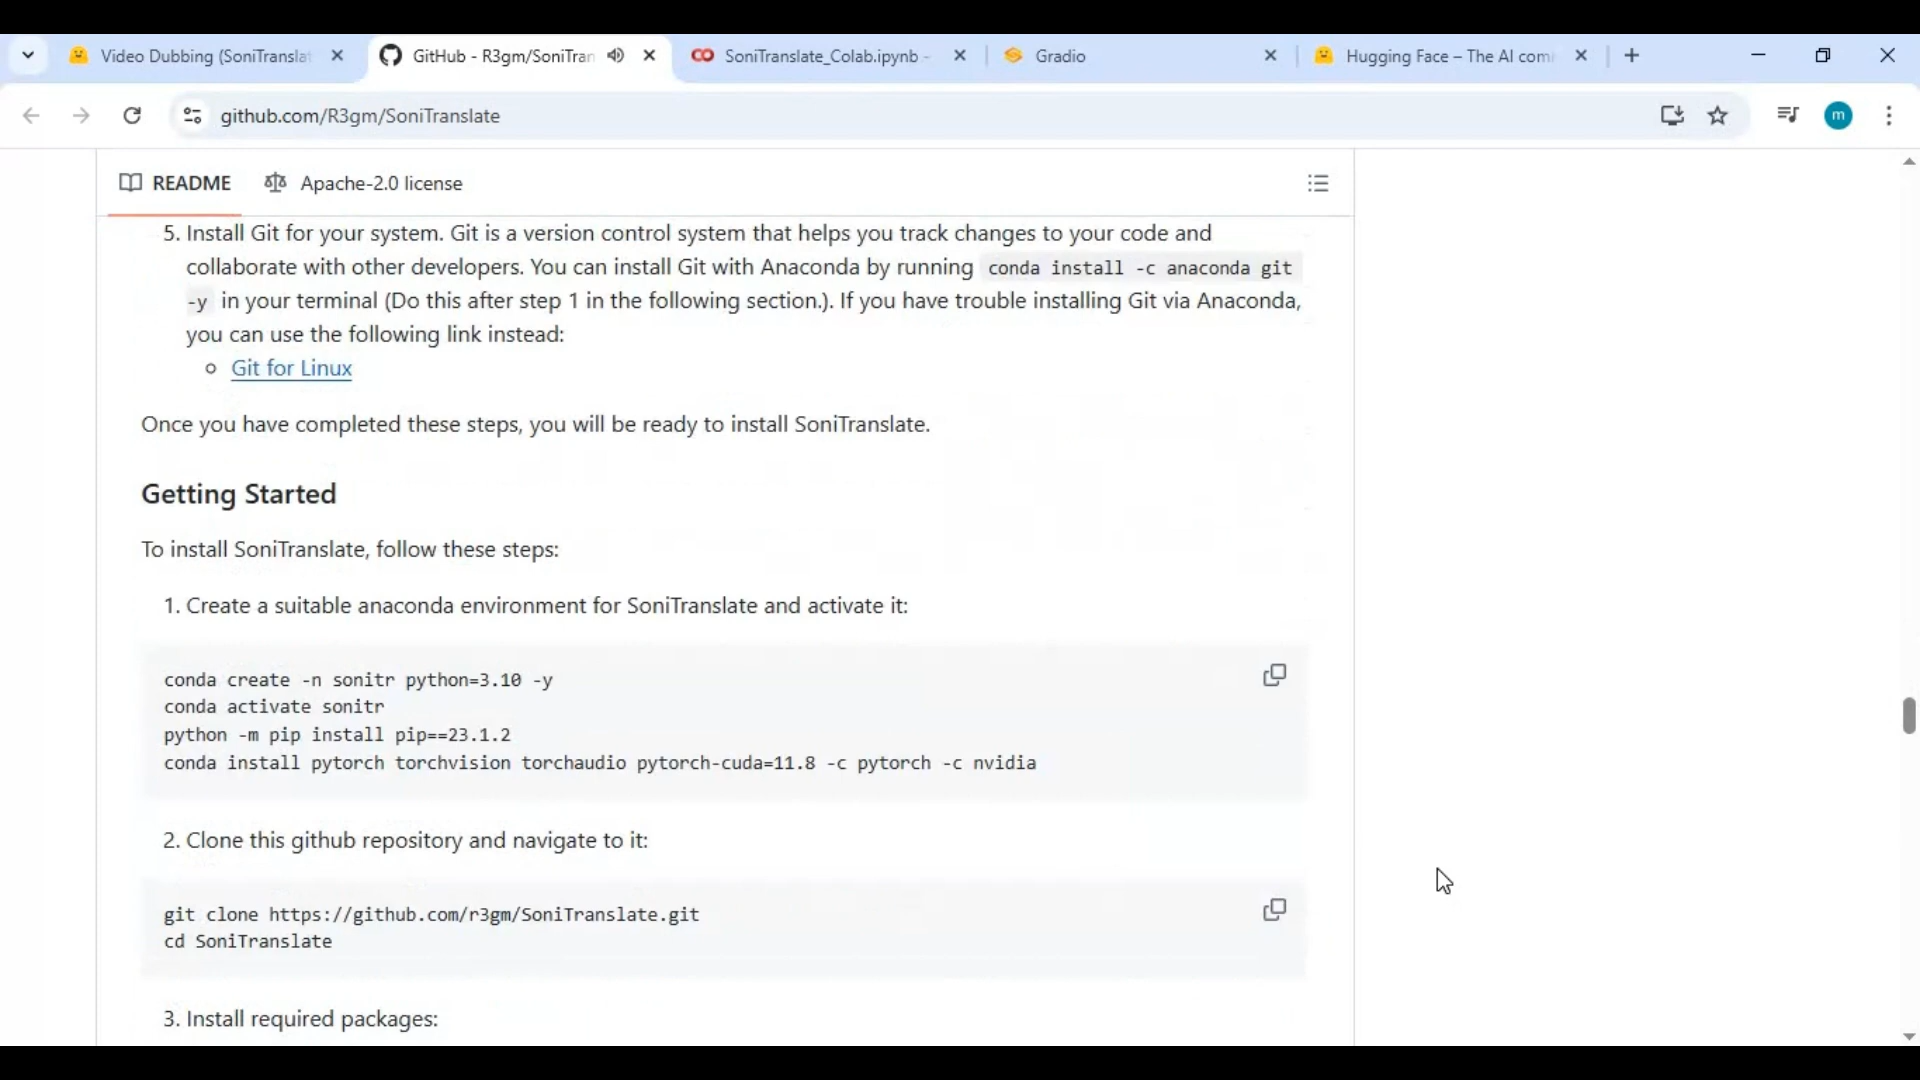 Video Dubbing (SoniTranslat
GitHub - R3gm/SoniTran
SoniTranslate_Colab.ipynb -
Gradio
Hugging Face – The AI com
github.com/R3gm/SoniTranslate
m
README
Apache-2.0 license
5. Install Git for your system. Git is a version control system that helps you track changes to your code and
collaborate with other developers. You can install Git with Anaconda by running conda install -c anaconda git
-y in your terminal (Do this after step 1 in the following section.). If you have trouble installing Git via Anaconda,
you can use the following link instead:
Git for Linux
Once you have completed these steps, you will be ready to install SoniTranslate.
Getting Started
To install SoniTranslate, follow these steps:
1. Create a suitable anaconda environment for SoniTranslate and activate it:
conda create -n sonitr python=3.10 -y
conda activate sonitr
python -m pip install pip==23.1.2
conda install pytorch torchvision torchaudio pytorch-cuda=11.8 -c pytorch -c nvidia
2. Clone this github repository and navigate to it:
git clone https://github.com/r3gm/SoniTranslate.git
cd SoniTranslate
3. Install required packages: